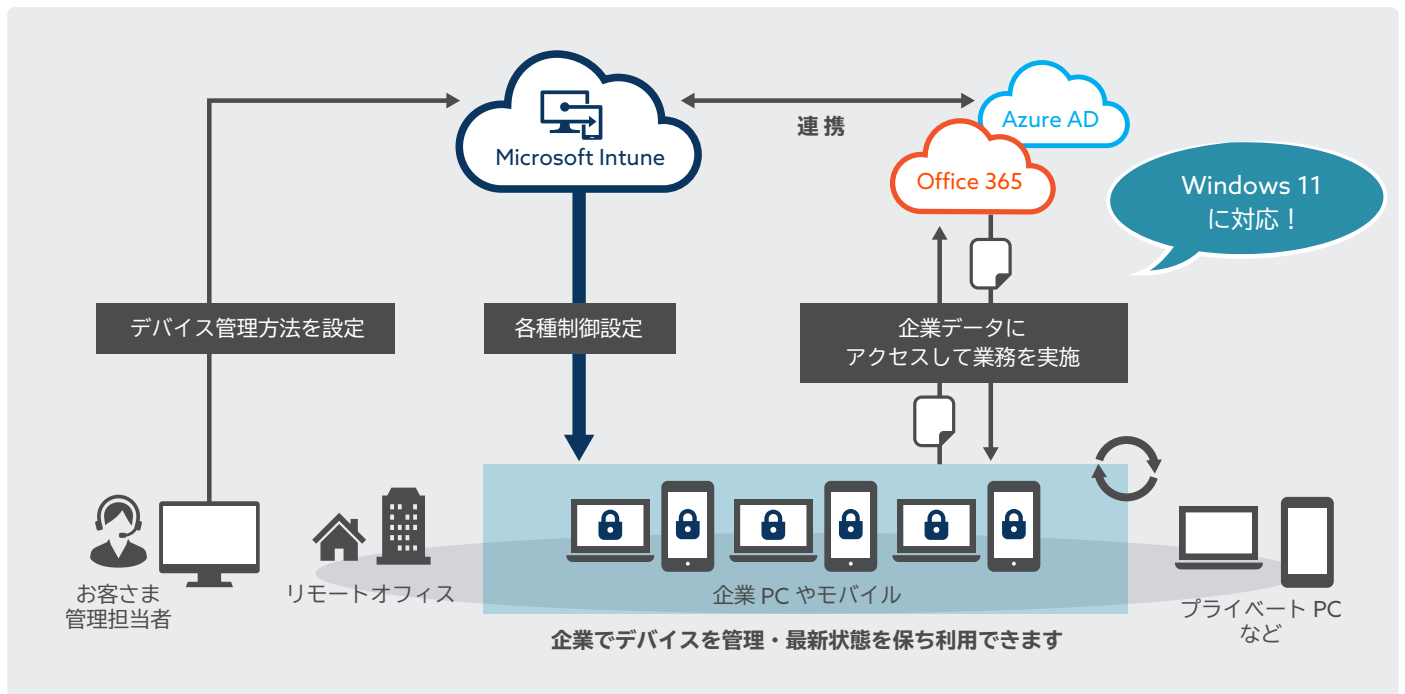 Microsoft Intune
連携
Azure AD
Office 365
Windows 11
に対応！
デバイス管理方法を設定
各種制御設定
企業データに
アクセスして業務を実施
お客さま
管理担当者
リモートオフィス
企業 PC やモバイル
プライベート PC
など
企業でデバイスを管理・最新状態を保ち利用できます